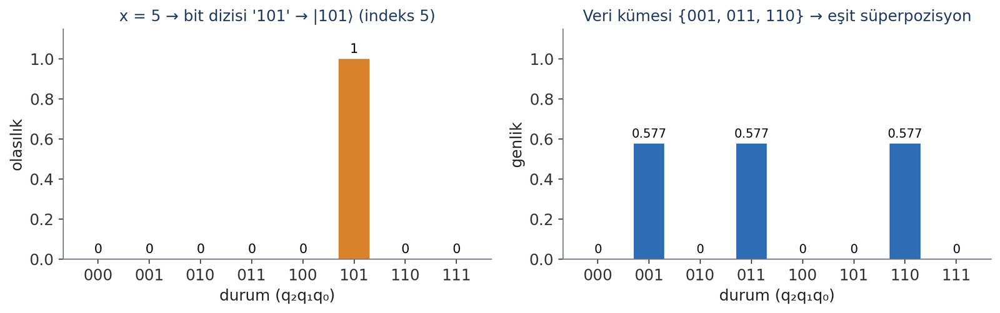 x = 5 → bit dizisi '101' → |101⟩ (indeks 5)
olasılık
1.0
0.8
0.6
0.4
0.2
0.0
0 0 0 0 0 1 0 0
000 001 010 011 100 101 110 111
durum (q₂q₁q₀)
Veri kümesi {001, 011, 110} → eşit süperpozisyon
genlik
1.0
0.8
0.6
0.4
0.2
0.0
0 0.577 0 0.577 0 0 0.577 0
000 001 010 011 100 101 110 111
durum (q₂q₁q₀)